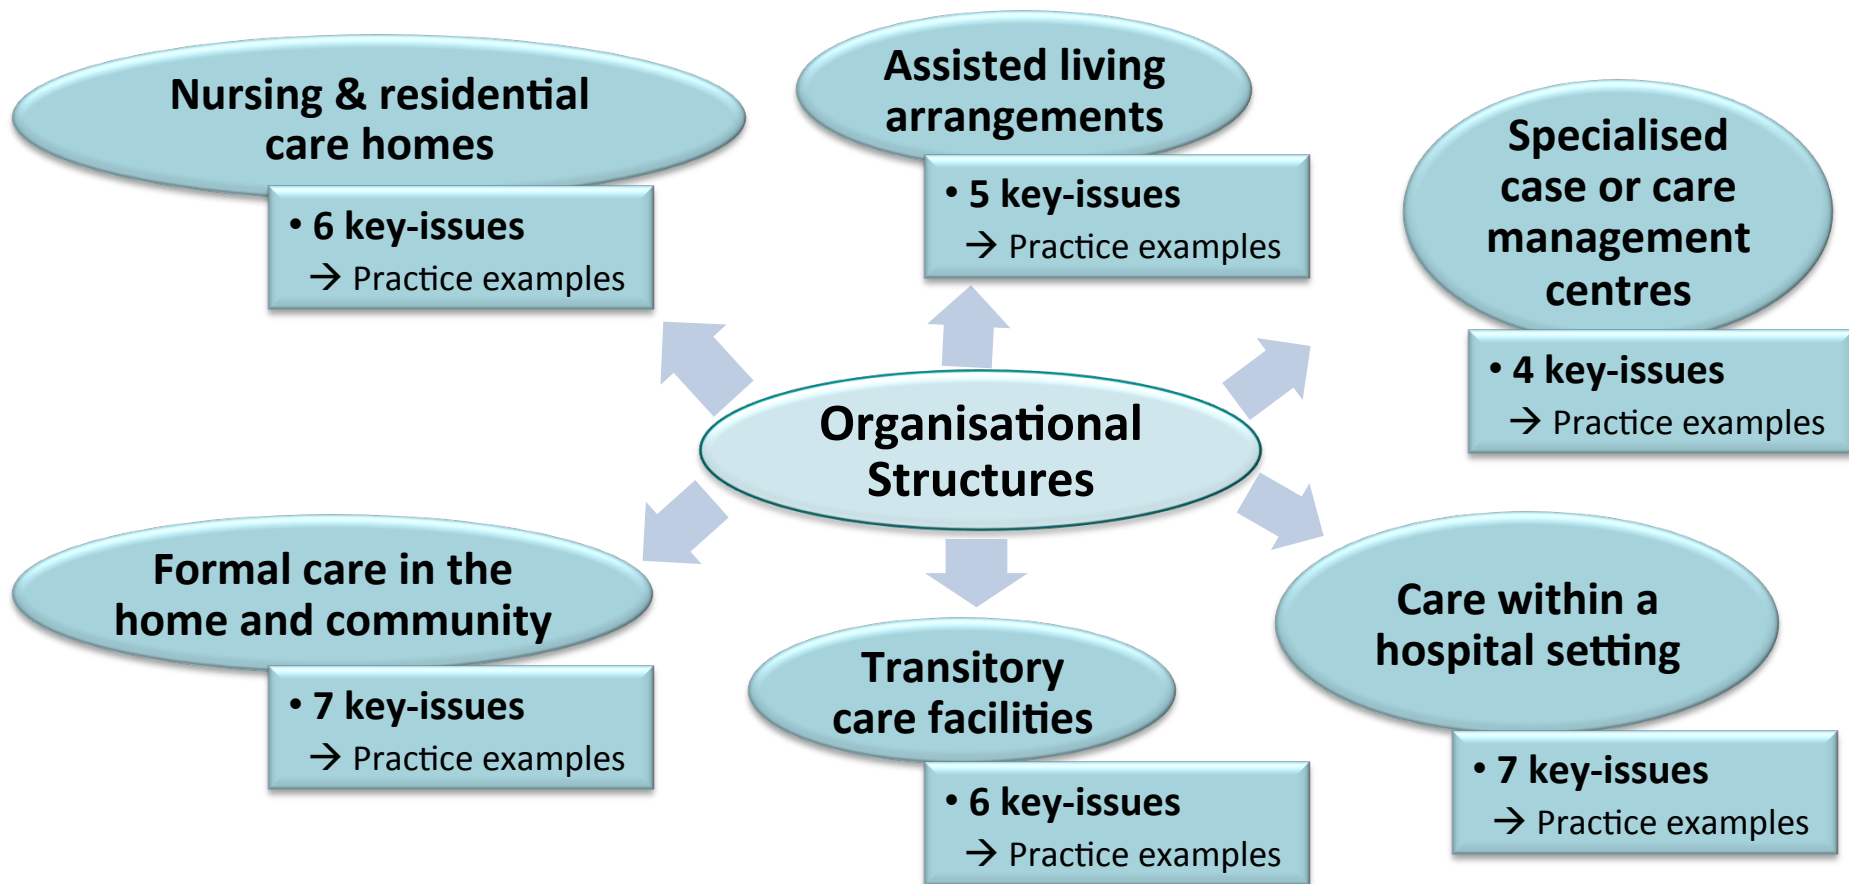 Nursing & residential
care homes
• 6 key-issues
→ Practice examples
Assisted living
arrangements
• 5 key-issues
→ Practice examples
Specialised
case or care
management
centres
• 4 key-issues
→ Practice examples
Organisational
Structures
Formal care in the
home and community
• 7 key-issues
→ Practice examples
Transitory
care facilities
• 6 key-issues
→ Practice examples
Care within a
hospital setting
• 7 key-issues
→ Practice examples